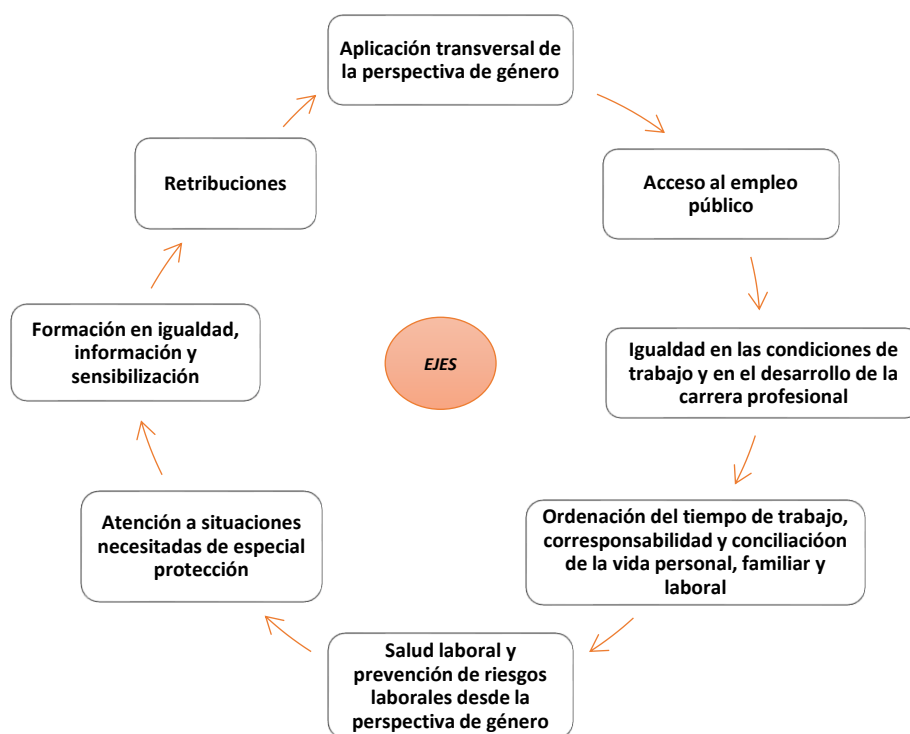 Aplicación transversal de
la perspectiva de género
Acceso al empleo
público
Igualdad en las condiciones de
trabajo y en el desarrollo de la
carrera profesional
Ordenación del tiempo de trabajo,
corresponsabilidad y conciliacióon
de la vida personal, familiar y
laboral
Salud laboral y
prevención de riesgos
laborales desde la
perspectiva de género
Atención a situaciones
necesitadas de especial
protección
Formación en igualdad,
información y
sensibilización
Retribuciones
EJES